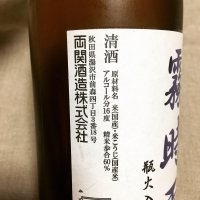 清酒
原材料名 米(国産)・米こうじ(国産米)
アルコール分16度 精米歩合60%
秋田県湯沢市前森四丁目3番18号
両関酒造株式会社
瓶火入